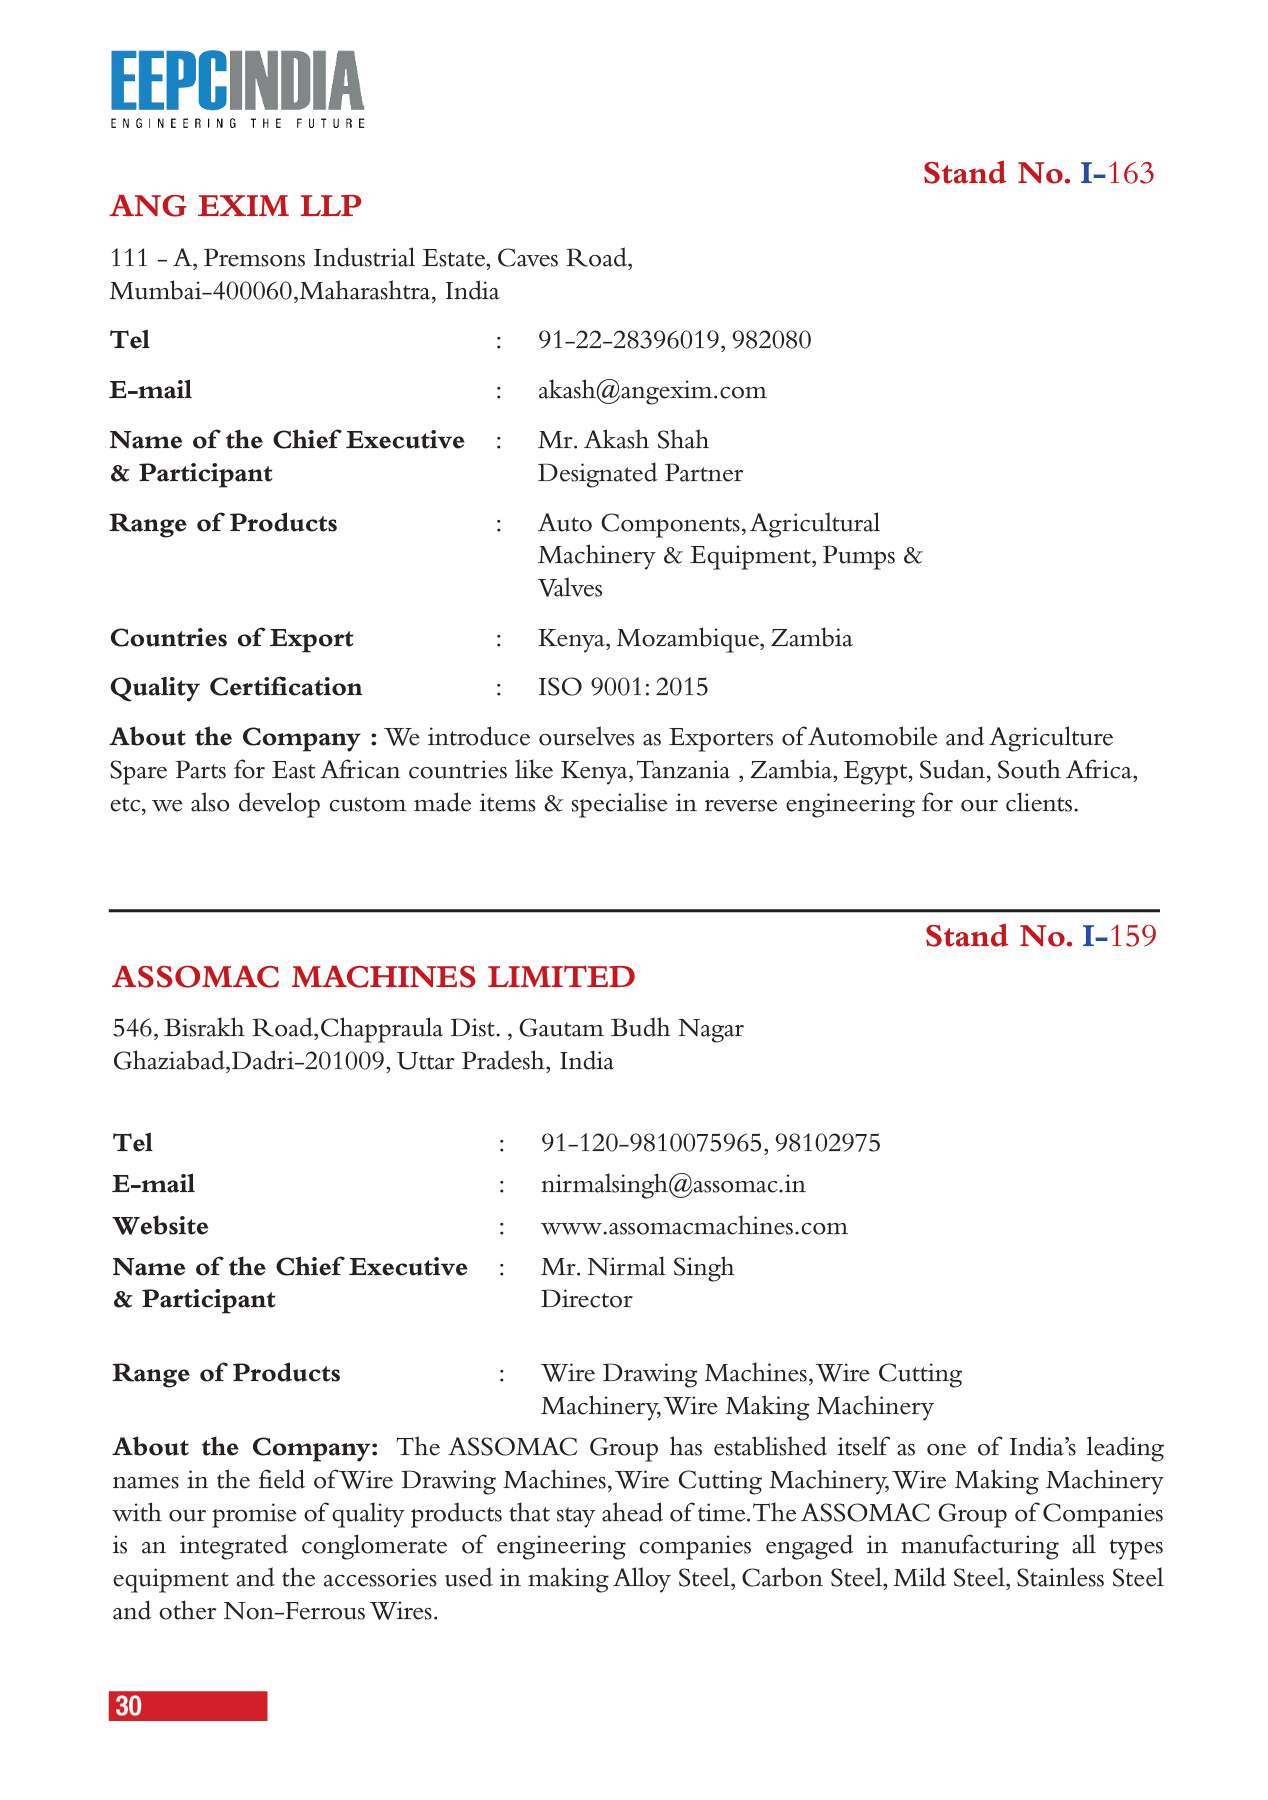 EEPCINDIA
ENGINEERING THE FUTURE
Stand No. I-163
ANG EXIM LLP
111 - A, Premsons Industrial Estate, Caves Road,
Mumbai-400060,Maharashtra, India
Tel : 91-22-28396019, 982080
E-mail : akash@angexim.com
Name of the Chief Executive : Mr. Akash Shah
& Participant Designated Partner
Range of Products : Auto Components, Agricultural
Machinery & Equipment, Pumps &
Valves
Countries of Export : Kenya, Mozambique, Zambia
Quality Certification : ISO 9001: 2015
About the Company : We introduce ourselves as Exporters of Automobile and Agriculture
Spare Parts for East African countries like Kenya, Tanzania , Zambia, Egypt, Sudan, South Africa,
etc, we also develop custom made items & specialise in reverse engineering for our clients.
Stand No. I-159
ASSOMAC MACHINES LIMITED
546, Bisrakh Road,Chappraula Dist. , Gautam Budh Nagar
Ghaziabad,Dadri-201009, Uttar Pradesh, India
Tel : 91-120-9810075965, 98102975
E-mail : nirmalsingh@assomac.in
Website : www.assomacmachines.com
Name of the Chief Executive : Mr. Nirmal Singh
& Participant Director
Range of Products : Wire Drawing Machines, Wire Cutting
Machinery, Wire Making Machinery
About the Company: The ASSOMAC Group has established itself as one of India's leading
names in the field of Wire Drawing Machines, Wire Cutting Machinery, Wire Making Machinery
with our promise of quality products that stay ahead of time. The ASSOMAC Group of Companies
is an integrated conglomerate of engineering companies engaged in manufacturing all types
equipment and the accessories used in making Alloy Steel, Carbon Steel, Mild Steel, Stainless Steel
and other Non-Ferrous Wires.
30